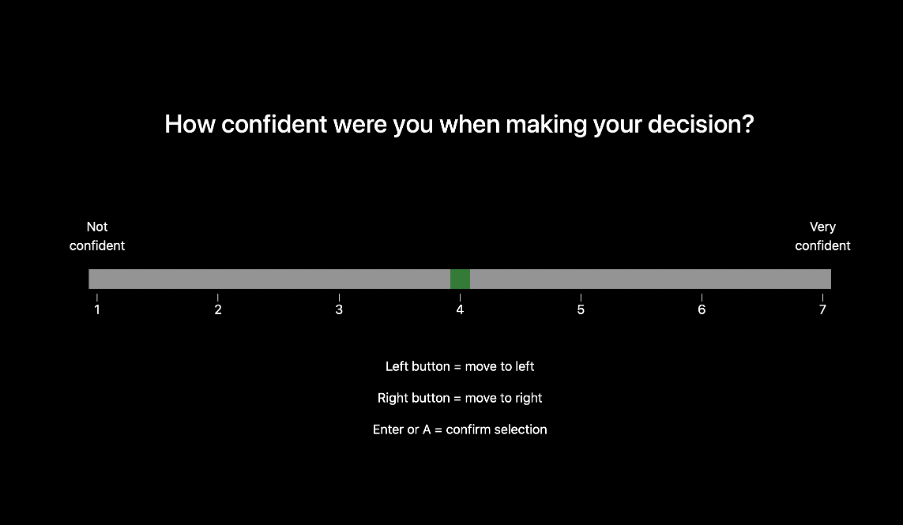 How confident were you when making your decision?
Not
confident
Very
confident
1 2 3 4 5 6 7
Left button = move to left
Right button = move to right
Enter or A = confirm selection